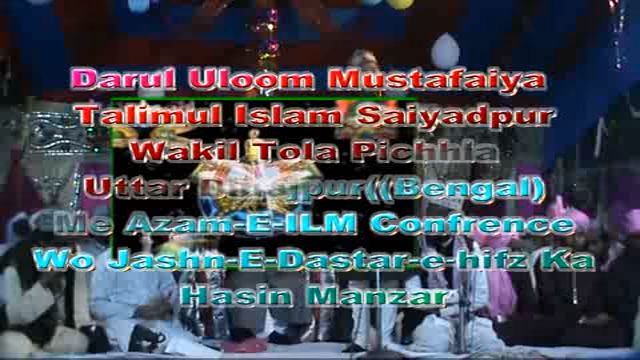 Darul Uloom Mustafaiya
Talimul Islam Saiyadpur
Wakil Tola Pichhla
Uttar Dinajpur((Bengal)
Me Azam-E-ILM Confrence
Wo Jashn-E-Dastar-e-hifz Ka
Hasin Manzar